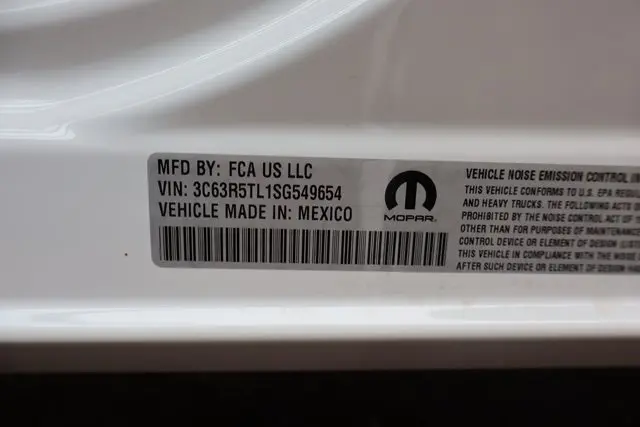 MFD BY: FCA US LLC
VIN: 3C63R5TL1SG549654
VEHICLE MADE IN: MEXICO
MOPAR
VEHICLE NOISE EMISSION CONTROL IN
THIS VEHICLE CONFORMS TO U.S. EPA REGU
AND HEAVY TRUCKS. THE FOLLOWING ACTS O
PROHIBITED BY THE NOISE CONTROL ACT OF
OTHER THAN FOR PURPOSES OF MAINTENANC
CONTROL DEVICE OR ELEMENT OF DESIGN (LIST
THIS VEHICLE IN COMPLIANCE WITH THE NOISE
AFTER SUCH DEVICE OR ELEMENT OF DESIGN HA